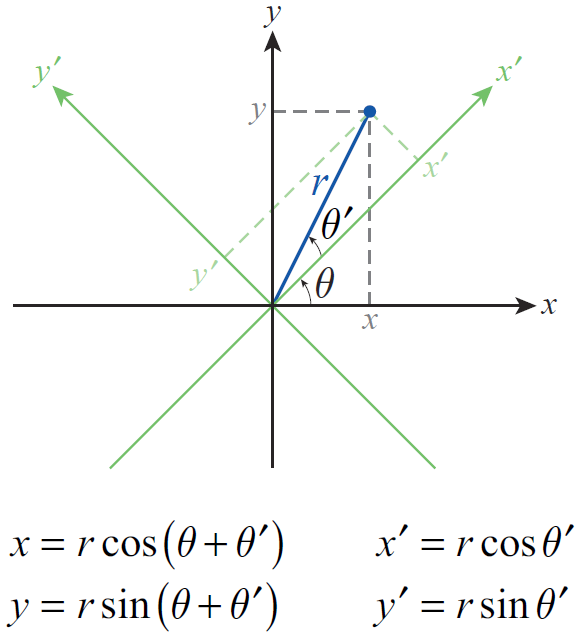 y
y′
x′
y
x′
r
θ′
y′
θ
x
x
x = r cos(θ + θ′)
x′ = r cos θ′
y = r sin(θ + θ′)
y′ = r sin θ′